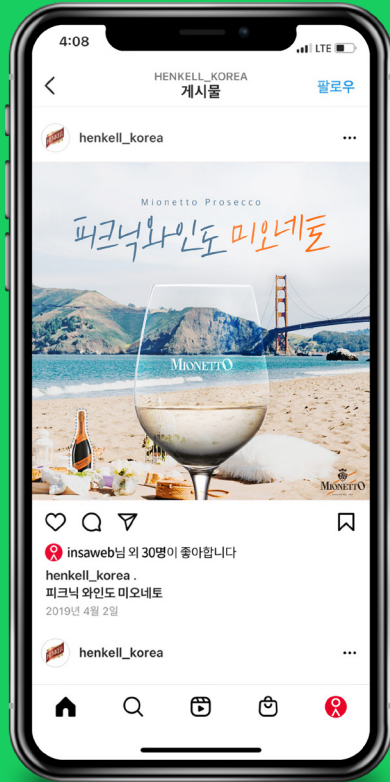 4:08
LTE
HENKELL_KOREA
게시물
팔로우
henkell_korea
Mionetto Prosecco
피크닉와인도 미오네토
MIONETTO
MIONETTO
insaweb님 외 30명이 좋아합니다
henkell_korea .
피크닉 와인도 미오네토
2019년 4월 2일
henkell_korea